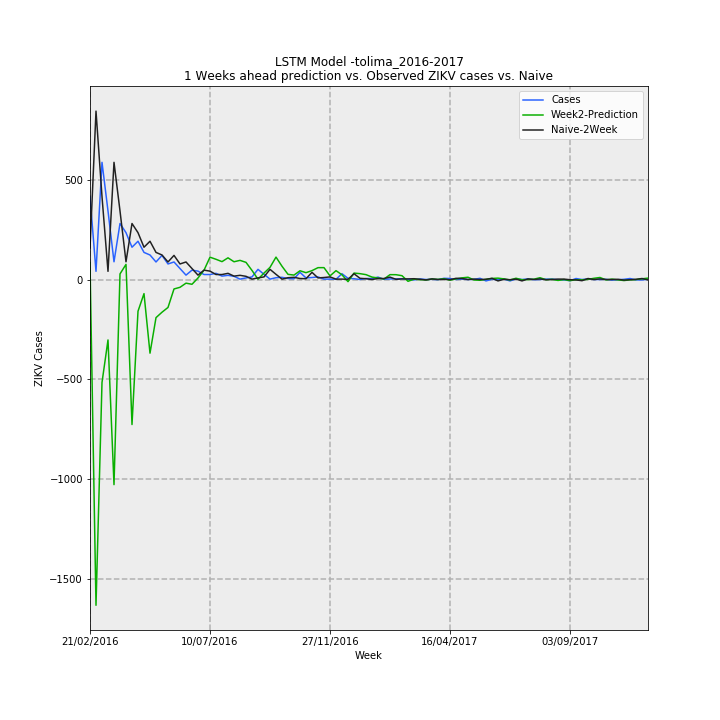 LSTM Model -tolima_2016-2017
1 Weeks ahead prediction vs. Observed ZIKV cases vs. Naive
Cases
Week2-Prediction
Naive-2Week
500
0
−500
−1000
−1500
ZIKV Cases
21/02/2016
10/07/2016
27/11/2016
16/04/2017
03/09/2017
Week